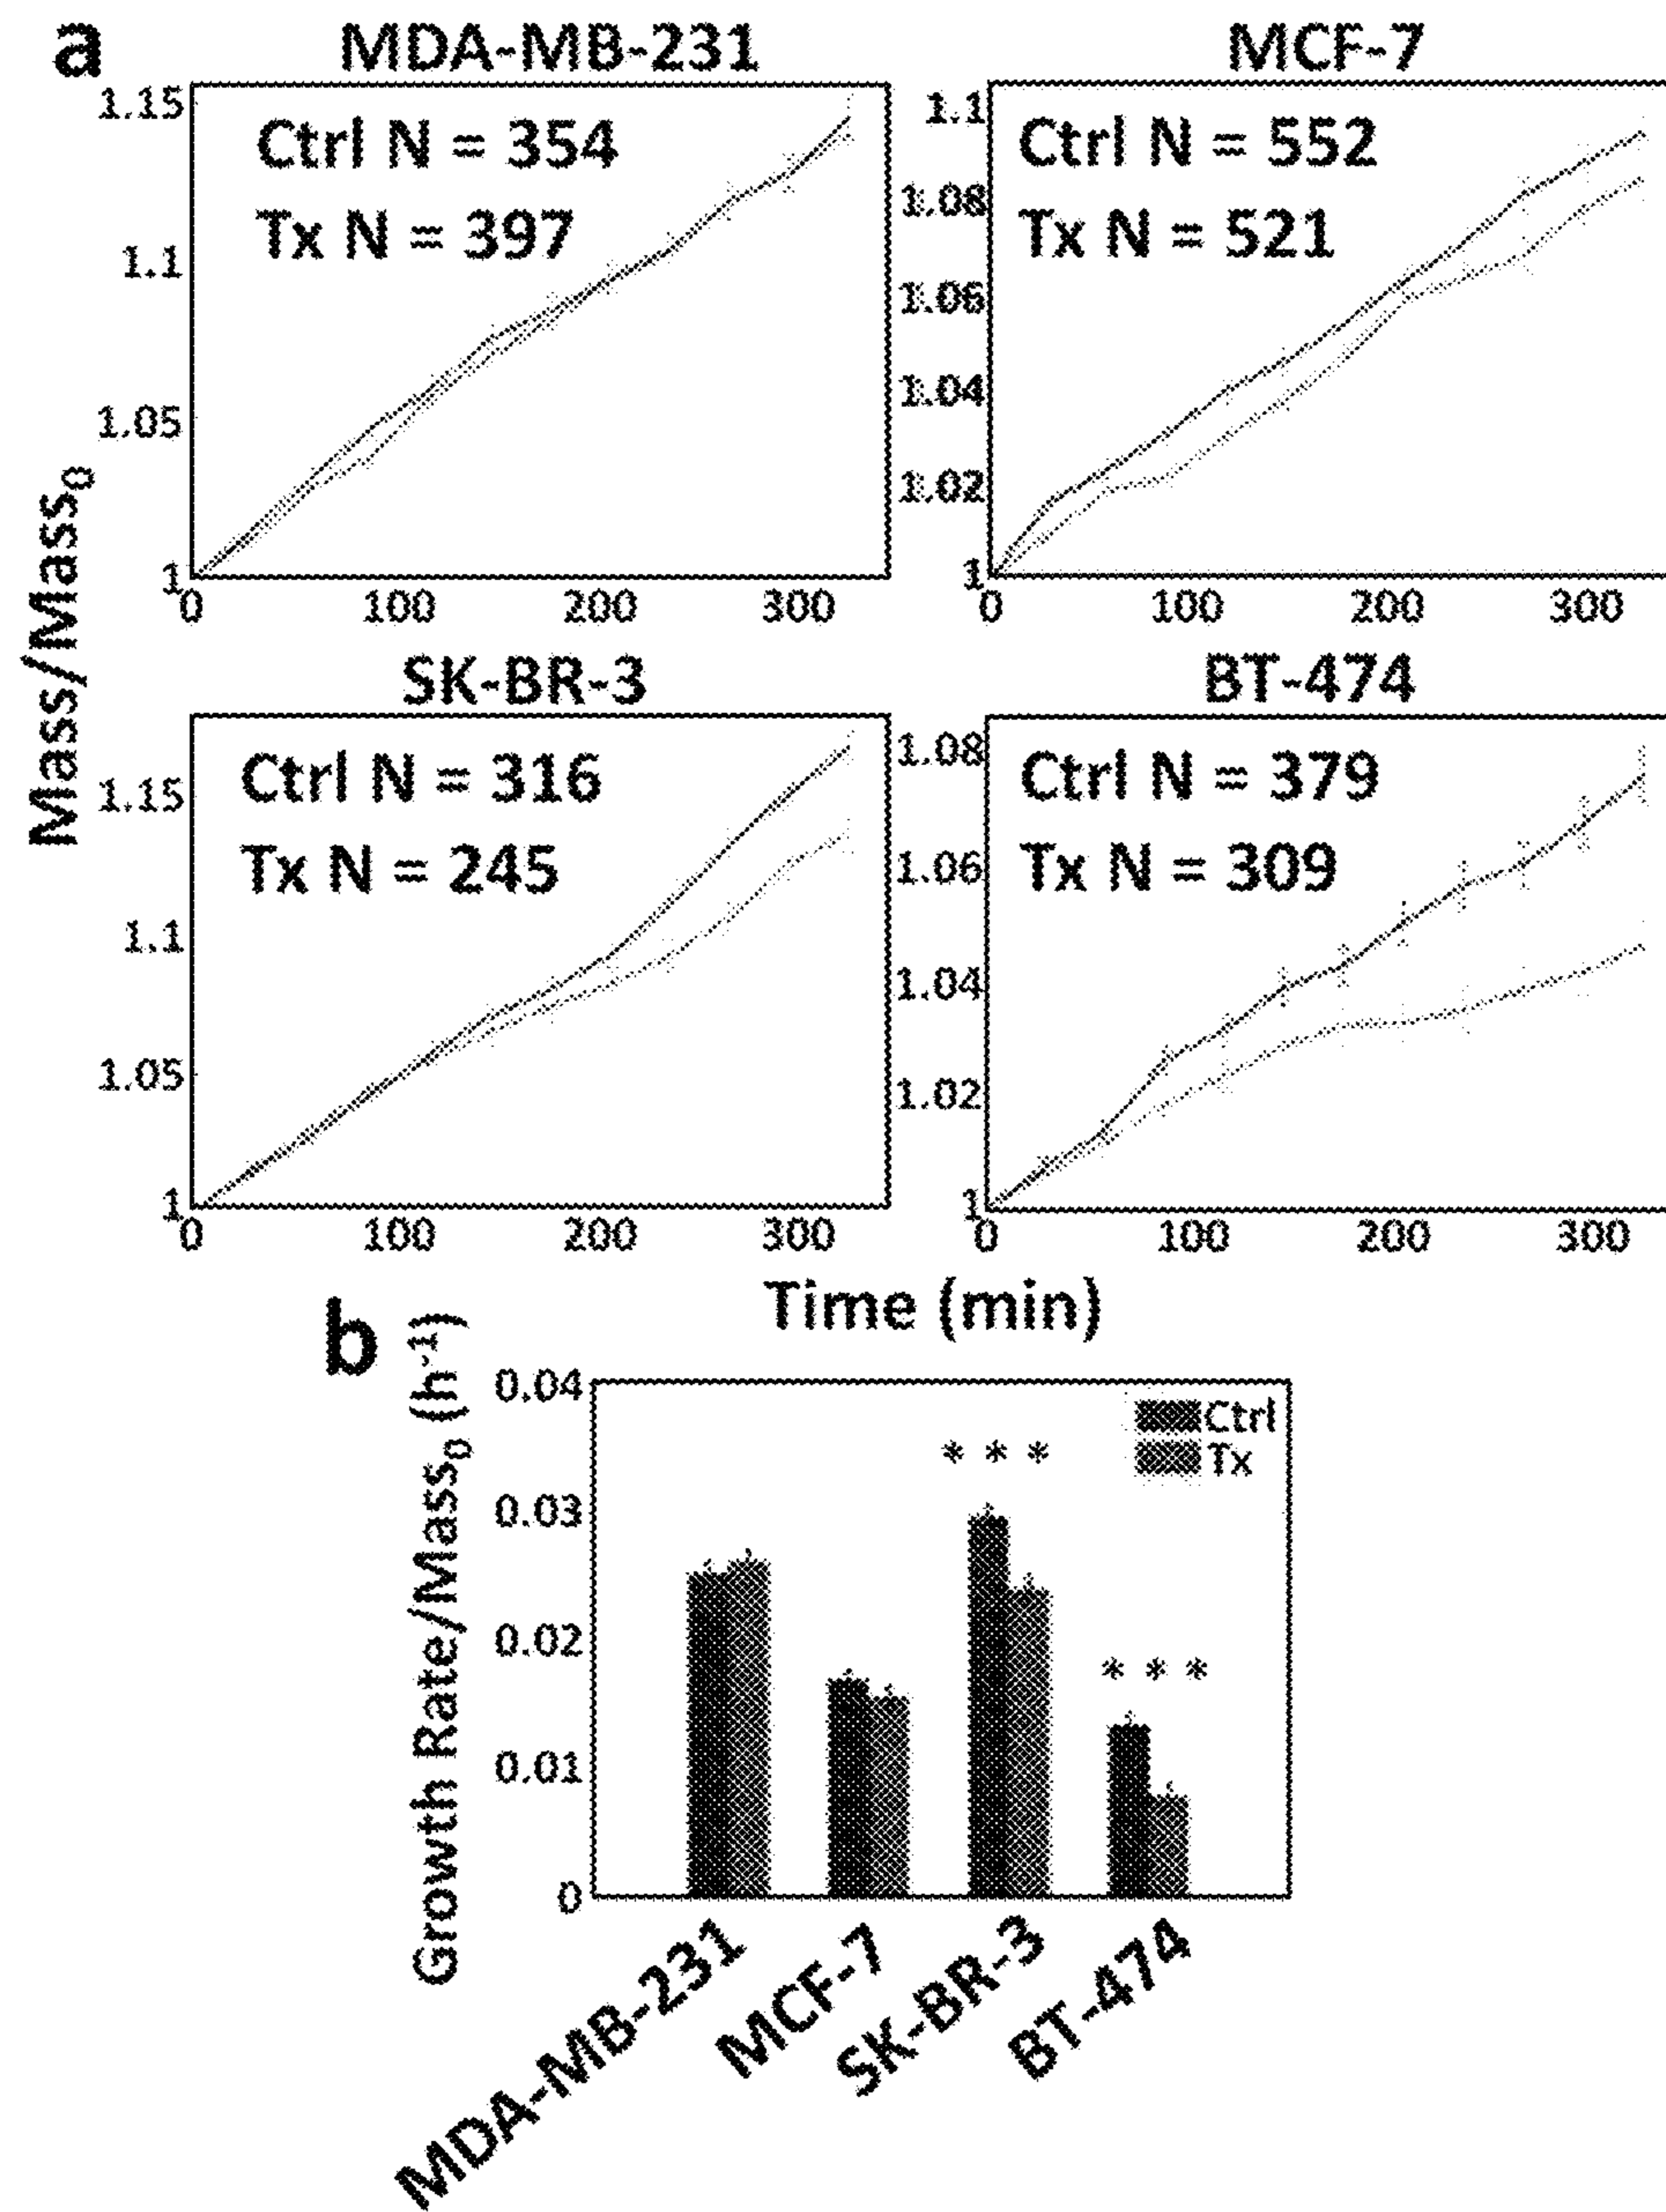 a
MDA-MB-231
MCF-7
1.15
1.1
1.05
1
0
100
200
300
Ctrl N = 354
Tx N = 397
1.1
1.08
1.06
1.04
1.02
1
0
100
200
300
Ctrl N = 552
Tx N = 521
Mass/Mass₀
SK-BR-3
BT-474
1.15
1.1
1.05
1
0
100
200
300
Ctrl N = 316
Tx N = 245
1.08
1.06
1.04
1.02
1
0
100
200
300
Ctrl N = 379
Tx N = 309
Time (min)
b
Growth Rate/Mass₀ (h⁻¹)
0.04
0.03
0.02
0.01
0
Ctrl
Tx
* * *
* * *
MDA-MB-231
MCF-7
SK-BR-3
BT-474